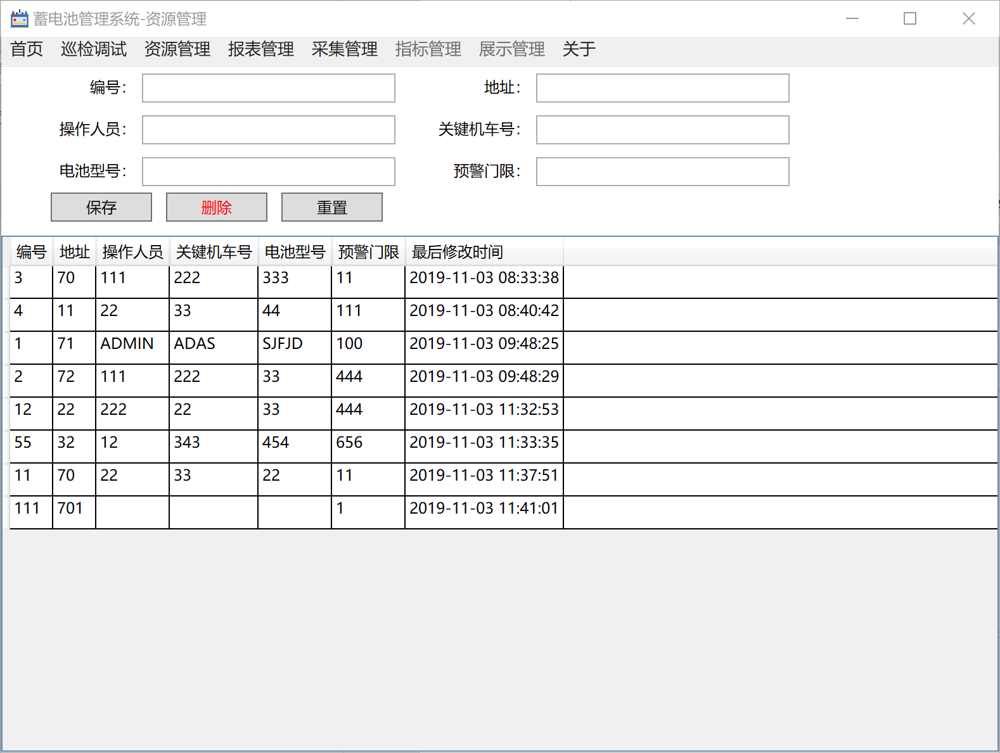 蓄电池管理系统-资源管理
首页 巡检调试 资源管理 报表管理 采集管理 指标管理 展示管理 关于
编号： 地址：
操作人员： 关键机车号：
电池型号： 预警门限：
保存 删除 重置
编号 地址 操作人员 关键机车号 电池型号 预警门限 最后修改时间
3 70 111 222 333 11 2019-11-03 08:33:38
4 11 22 33 44 111 2019-11-03 08:40:42
1 71 ADMIN ADAS SJFJD 100 2019-11-03 09:48:25
2 72 111 222 33 444 2019-11-03 09:48:29
12 22 222 22 33 444 2019-11-03 11:32:53
55 32 12 343 454 656 2019-11-03 11:33:35
11 70 22 33 22 11 2019-11-03 11:37:51
111 701 1 2019-11-03 11:41:01